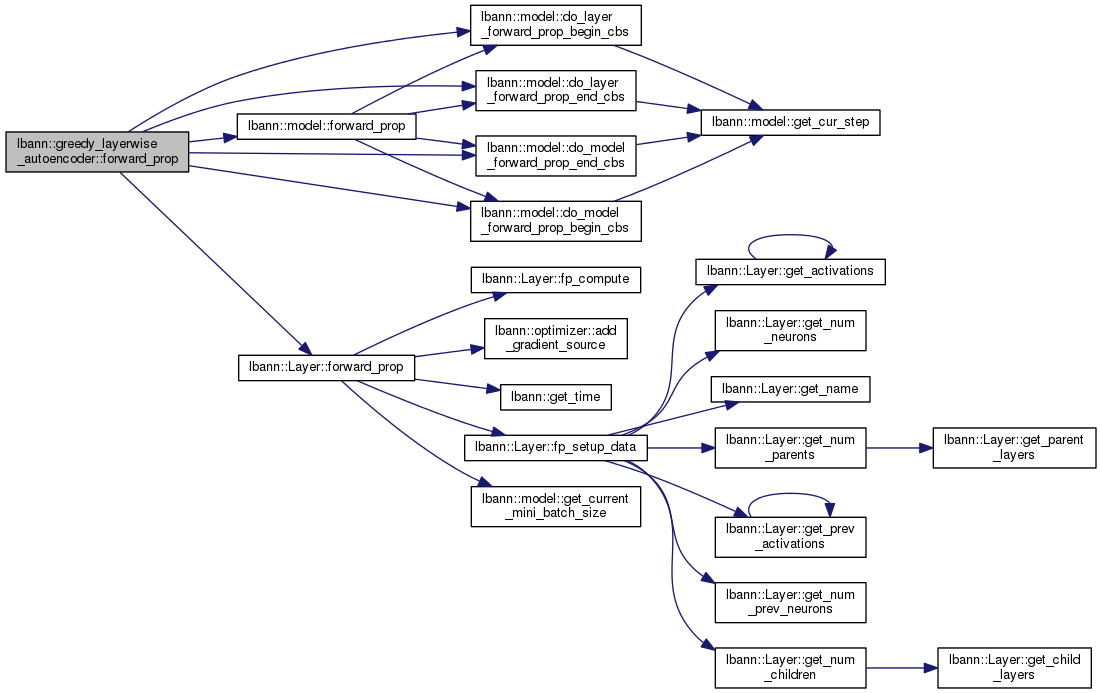 lbann::greedy_layerwise
_autoencoder::forward_prop
lbann::model::forward_prop
lbann::model::do_layer
_forward_prop_begin_cbs
lbann::model::do_layer
_forward_prop_end_cbs
lbann::model::do_model
_forward_prop_end_cbs
lbann::model::do_model
_forward_prop_begin_cbs
lbann::model::get_cur_step
lbann::Layer::forward_prop
lbann::Layer::fp_compute
lbann::optimizer::add
_gradient_source
lbann::get_time
lbann::Layer::fp_setup_data
lbann::model::get_current
_mini_batch_size
lbann::Layer::get_activations
lbann::Layer::get_num
_neurons
lbann::Layer::get_name
lbann::Layer::get_num
_parents
lbann::Layer::get_parent
_layers
lbann::Layer::get_prev
_activations
lbann::Layer::get_num
_prev_neurons
lbann::Layer::get_num
_children
lbann::Layer::get_child
_layers